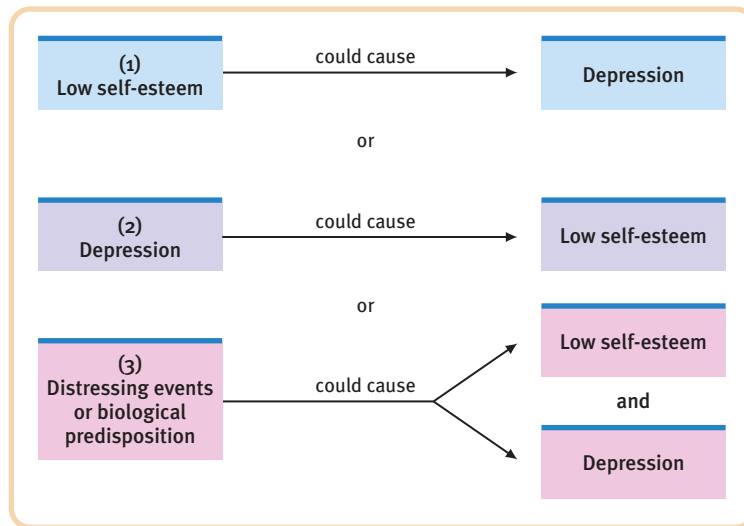 (1)
Low self-esteem
could cause
Depression
or
(2)
Depression
could cause
Low self-esteem
or
(3)
Distressing events
or biological
predisposition
could cause
Low self-esteem
and
Depression